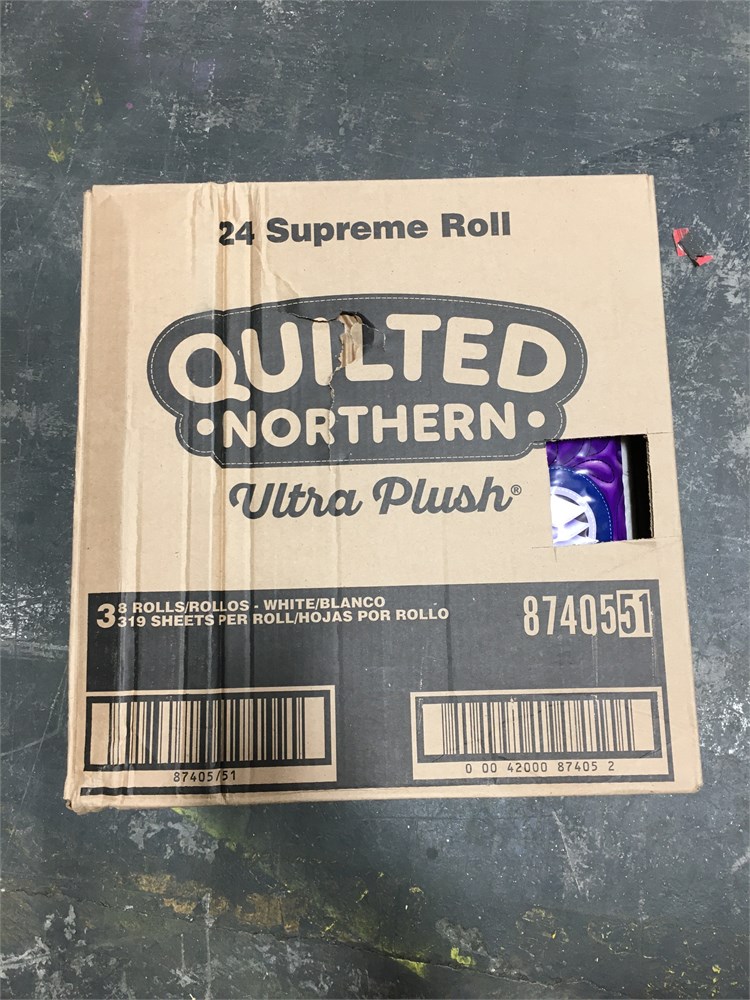 24 Supreme Roll
QUILTED
•NORTHERN•
Ultra Plush®
3 8 ROLLS/ROLLOS - WHITE/BLANCO
319 SHEETS PER ROLL/HOJAS POR ROLLO
8740551
87405/51
0 00 42000 87405 2